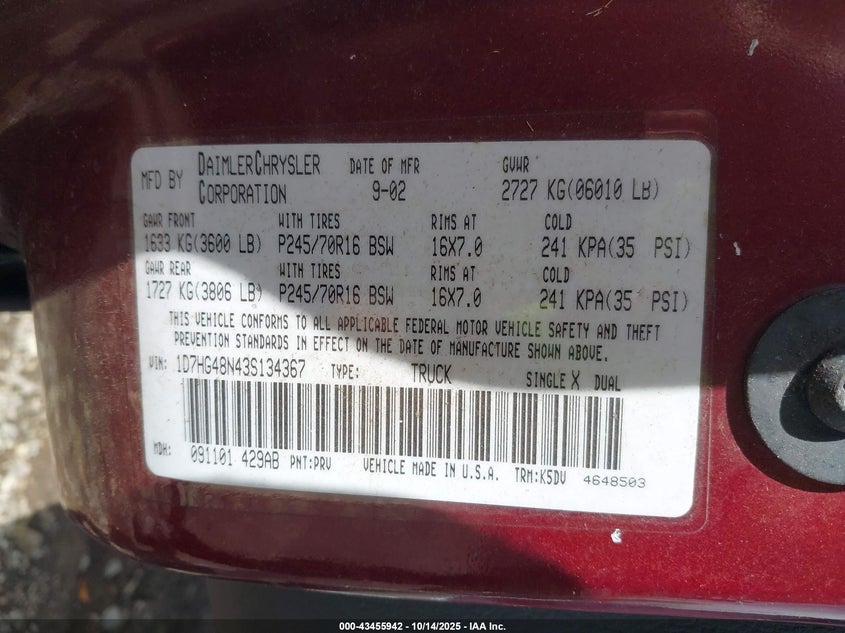 MFD BY DAIMLERCHRYSLER CORPORATION DATE OF MFR 9-02 GVWR 2727 KG(06010 LB)
GAWR FRONT WITH TIRES RIMS AT COLD
1633 KG(3600 LB) P245/70R16 BSW 16X7.0 241 KPA(35 PSI)
GAWR REAR WITH TIRES RIMS AT COLD
1727 KG(3806 LB) P245/70R16 BSW 16X7.0 241 KPA(35 PSI)
THIS VEHICLE CONFORMS TO ALL APPLICABLE FEDERAL MOTOR VEHICLE SAFETY AND THEFT
PREVENTION STANDARDS IN EFFECT ON THE DATE OF MANUFACTURE SHOWN ABOVE.
VIN: 1D7HG48N43S134367 TYPE: TRUCK SINGLE X DUAL
MDH: 091101 429AB PNT:PRV VEHICLE MADE IN U.S.A. TRM:K5DV 4648503
000-43455942 - 10/14/2025 - IAA Inc.